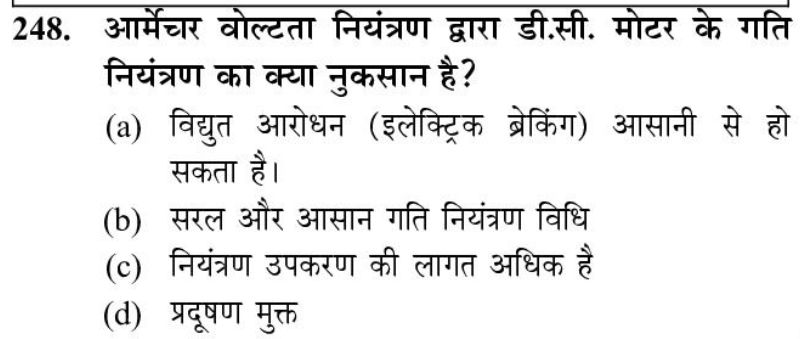 248. आर्मेचर वोल्टता नियंत्रण द्वारा डी.सी. मोटर के गति
नियंत्रण का क्या नुकसान है?
(a) विद्युत आरोधन (इलेक्ट्रिक ब्रेकिंग) आसानी से हो
सकता है।
(b) सरल और आसान गति नियंत्रण विधि
(c) नियंत्रण उपकरण की लागत अधिक है
(d) प्रदूषण मुक्त